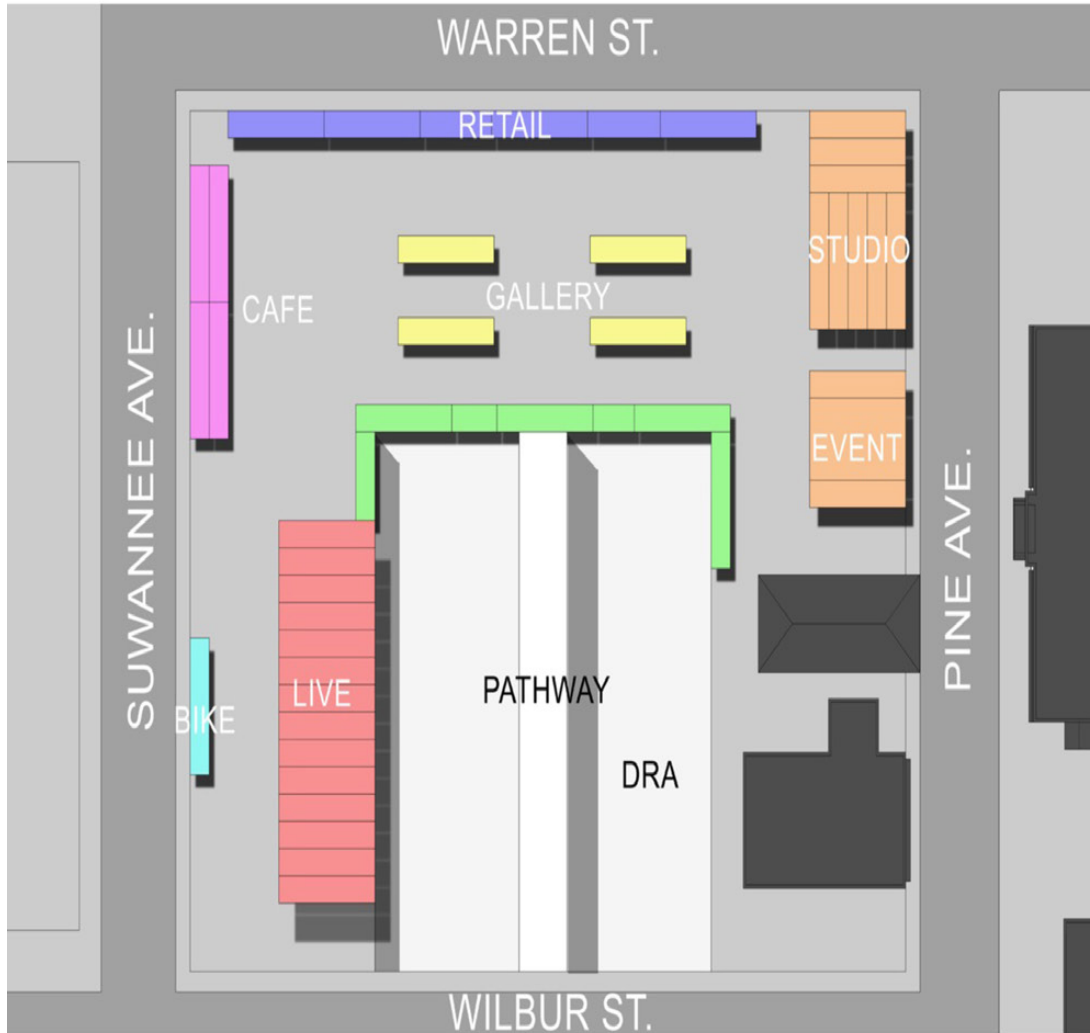 WARREN ST.
RETAIL
STUDIO
CAFE
GALLERY
SUWANNEE AVE.
EVENT
PINE AVE.
LIVE
PATHWAY
BIKE
DRA
WILBUR ST.